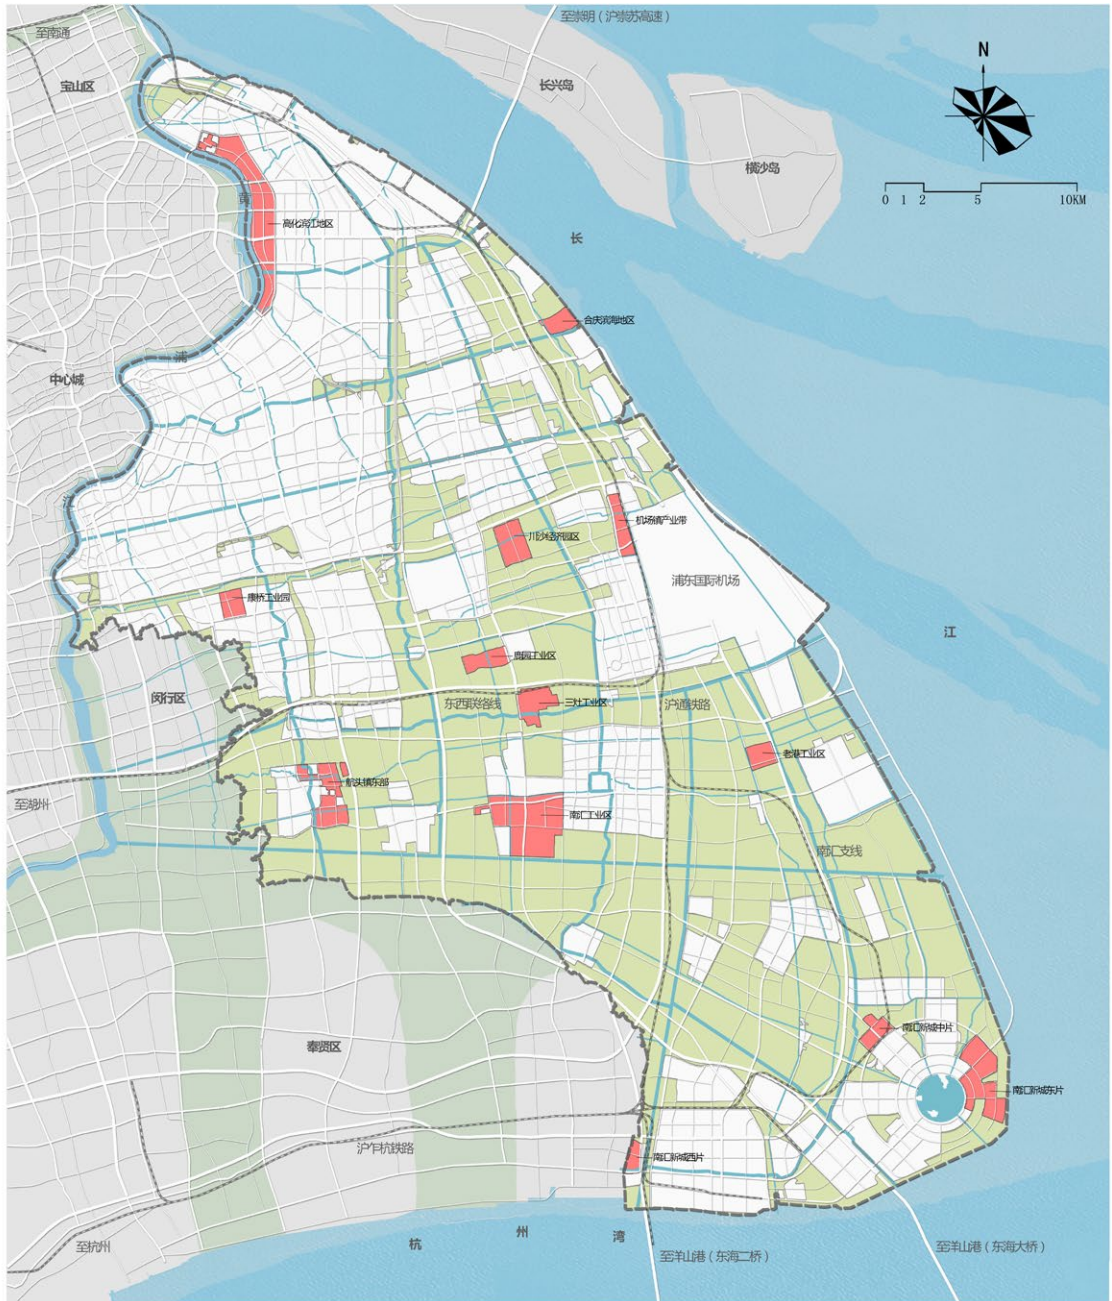 至崇明（沪崇苏高速）
至南通
N
宝山区
长兴岛
横沙岛
0 1 2 5 10KM
黄
高化滨江地区
长
合庆滨海地区
浦
中心城
江
机场镇产业带
川沙经济园区
浦东国际机场
康桥工业园
江
鹿园工业区
闵行区
东西联络线
三灶工业区
沪通铁路
老港工业区
航头镇东部
至湖州
南汇工业区
南汇支线
南汇新城中片
奉贤区
南汇新城东片
沪乍杭铁路
南汇新城西片
杭
州
湾
至杭州
至洋山港（东海二桥）
至洋山港（东海大桥）